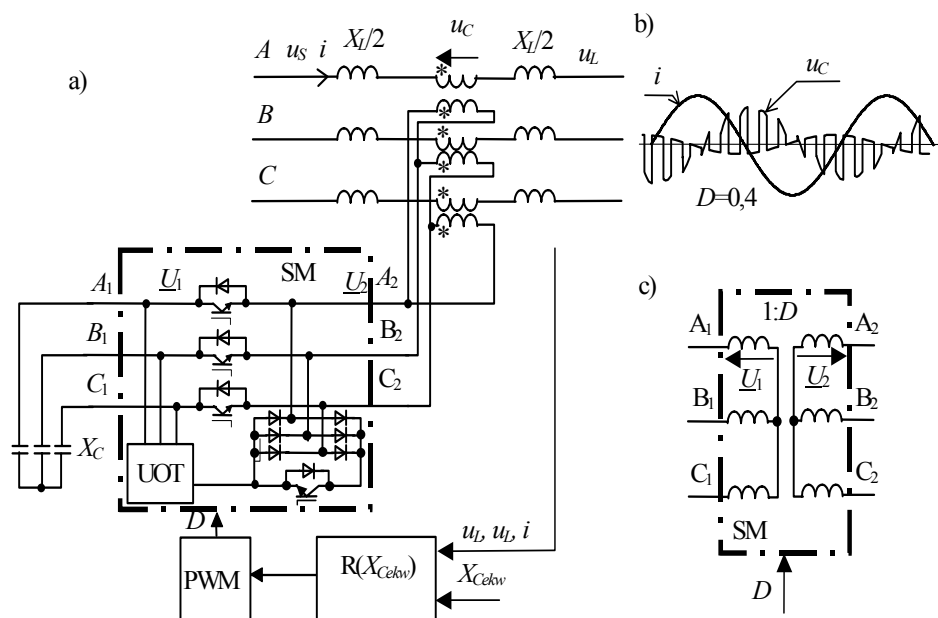 a)
A u_S i X_L/2 u_C X_L/2 u_L
*
B
*
*
C
*
*
*
b)
i u_C
D=0,4
A_1 U_1 SM U_2 A_2
B_1 B_2
C_1 C_2
X_C
UOT
D
PWM
R(X_Cekw)
u_L, u_L, i
X_Cekw
c)
1:D
A_1 A_2
U_1 U_2
B_1 B_2
C_1 C_2
SM
D